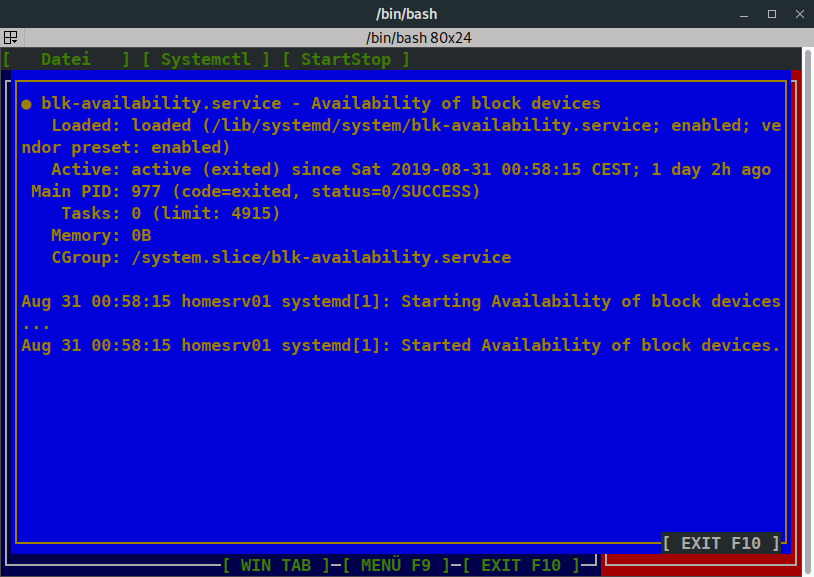 /bin/bash
/bin/bash 80x24
[   Datei   ] [ Systemctl ] [ StartStop ]
● blk-availability.service - Availability of block devices
   Loaded: loaded (/lib/systemd/system/blk-availability.service; enabled; ve
ndor preset: enabled)
   Active: active (exited) since Sat 2019-08-31 00:58:15 CEST; 1 day 2h ago
 Main PID: 977 (code=exited, status=0/SUCCESS)
    Tasks: 0 (limit: 4915)
   Memory: 0B
   CGroup: /system.slice/blk-availability.service
Aug 31 00:58:15 homesrv01 systemd[1]: Starting Availability of block devices
...
Aug 31 00:58:15 homesrv01 systemd[1]: Started Availability of block devices.
[ EXIT F10 ]
[ WIN TAB ]─[ MENÜ F9 ]─[ EXIT F10 ]